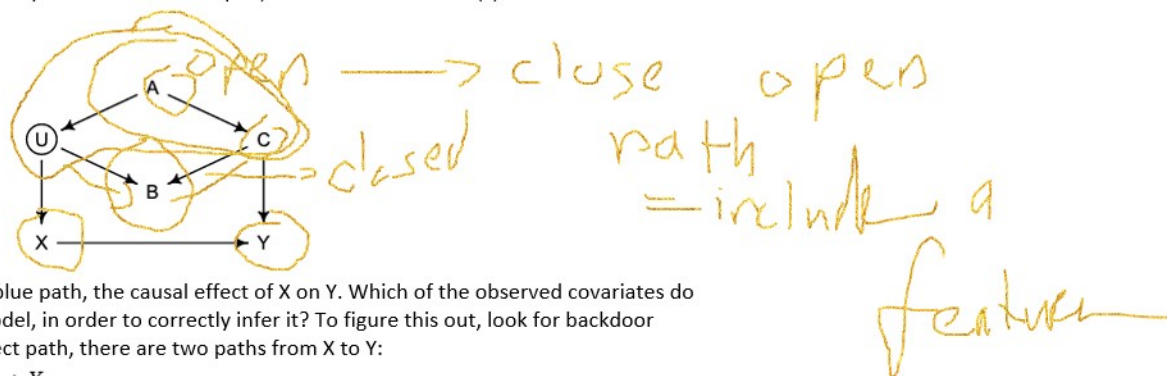 A open → close open
U C path
B → closed = include a
X Y feature
blue path, the causal effect of X on Y. Which of the observed covariates do
del, in order to correctly infer it? To figure this out, look for backdoor
ect path, there are two paths from X to Y: